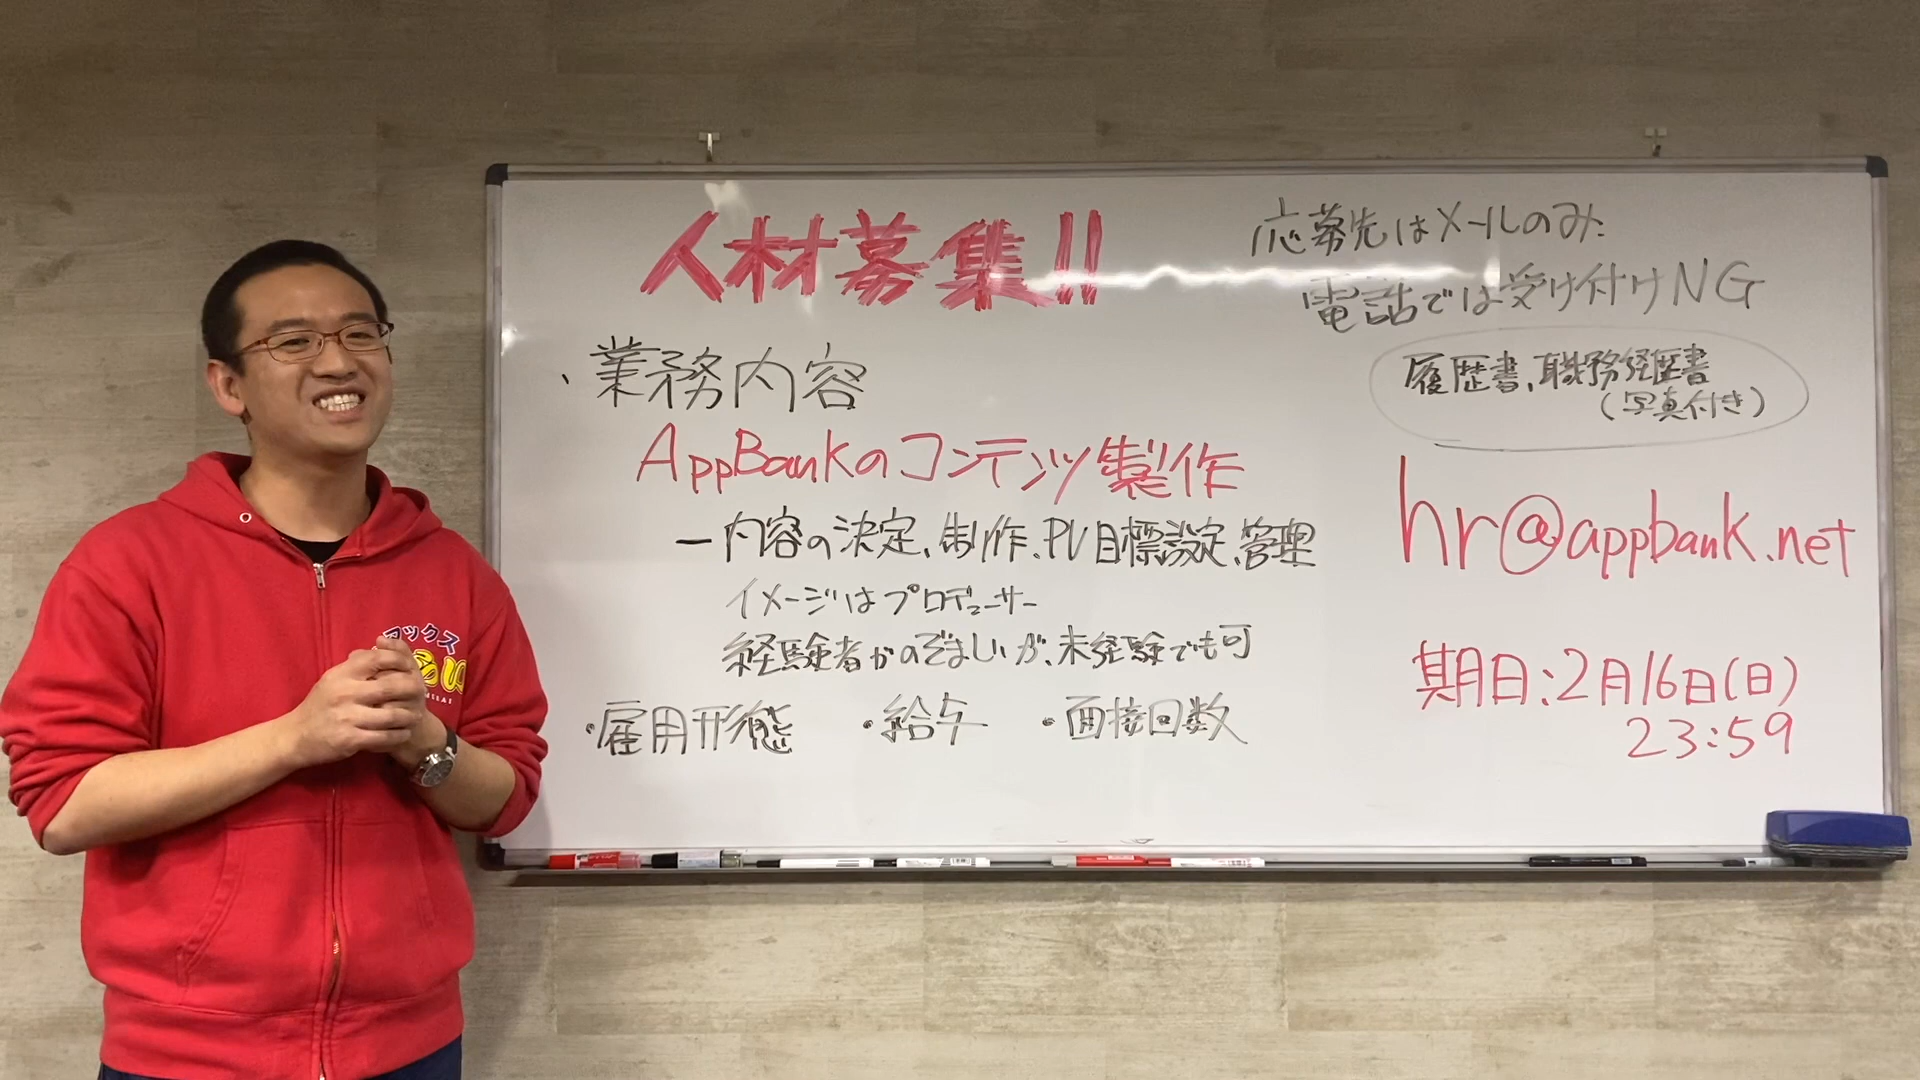 人材募集!!
・業務内容
AppBankのコンテンツ製作
ー内容の決定、制作、PV目標設定、管理
イメージはプロデューサー
経験者がのぞましいが、未経験でも可
・雇用形態 ・給与 ・面接回数
応募先はメールのみ
電話では受け付けNG
履歴書、職務経歴書
(写真付き)
hr@appbank.net
期日:2月16日(日)
23:59
マックス